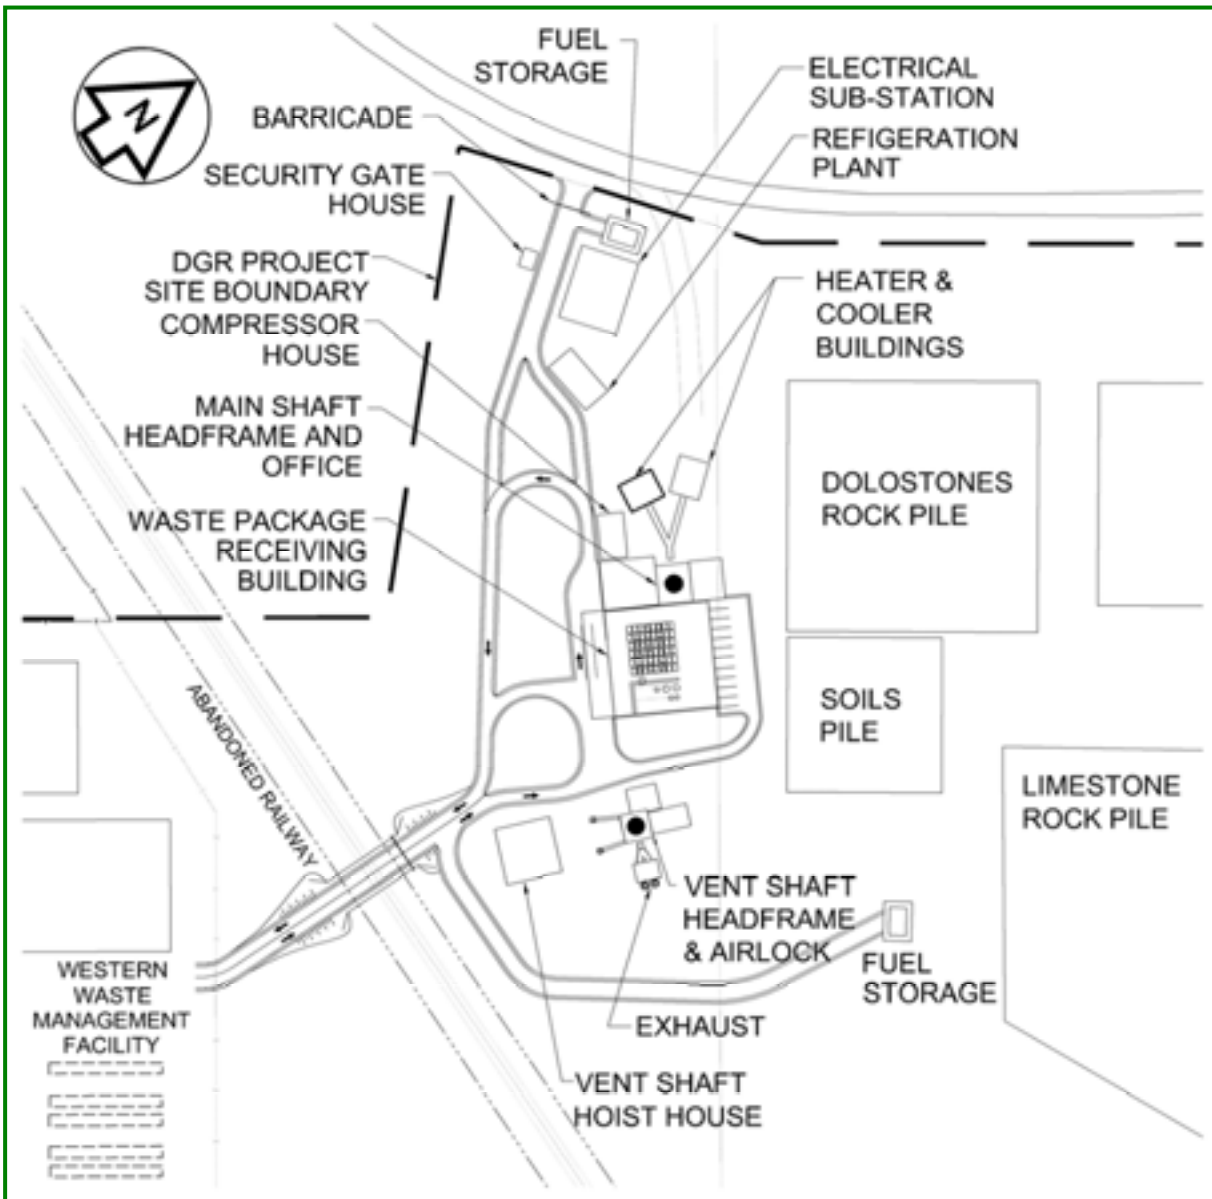 FUEL
STORAGE
ELECTRICAL
SUB-STATION
BARRICADE
REFIGERATION
PLANT
N
SECURITY GATE
HOUSE
DGR PROJECT
SITE BOUNDARY
HEATER &
COOLER
BUILDINGS
COMPRESSOR
HOUSE
MAIN SHAFT
HEADFRAME AND
OFFICE
DOLOSTONES
ROCK PILE
WASTE PACKAGE
RECEIVING
BUILDING
SOILS
PILE
ABANDONED RAILWAY
LIMESTONE
ROCK PILE
VENT SHAFT
HEADFRAME
& AIRLOCK
FUEL
STORAGE
WESTERN
WASTE
MANAGEMENT
FACILITY
EXHAUST
VENT SHAFT
HOIST HOUSE